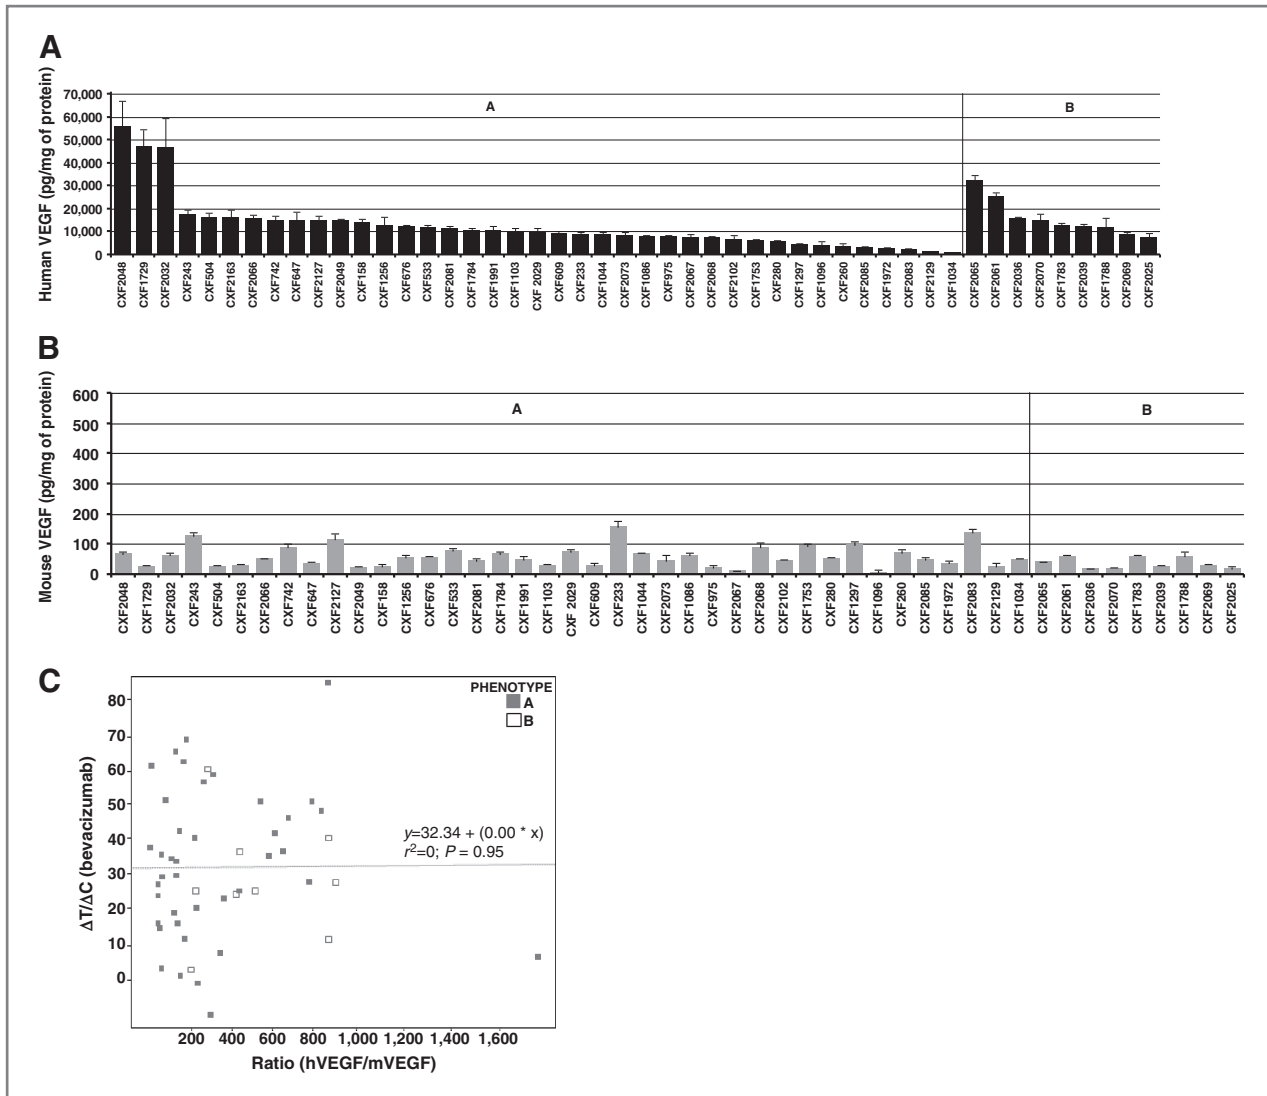 A
Human VEGF (pg/mg of protein)
70,000
60,000
50,000
40,000
30,000
20,000
10,000
0
A
B
CXF2048
CXF1729
CXF2032
CXF243
CXF504
CXF2163
CXF2066
CXF742
CXF647
CXF2127
CXF2049
CXF158
CXF1256
CXF676
CXF533
CXF2081
CXF1784
CXF1991
CXF1103
CXF 2029
CXF609
CXF233
CXF1044
CXF2073
CXF1086
CXF975
CXF2067
CXF2068
CXF2102
CXF1753
CXF280
CXF1297
CXF1096
CXF260
CXF2085
CXF1972
CXF2083
CXF2129
CXF1034
CXF2065
CXF2061
CXF2036
CXF2070
CXF1783
CXF2039
CXF1788
CXF2069
CXF2025
B
Mouse VEGF (pg/mg of protein)
600
500
400
300
200
100
0
A
B
CXF2048
CXF1729
CXF2032
CXF243
CXF504
CXF2163
CXF2066
CXF742
CXF647
CXF2127
CXF2049
CXF158
CXF1256
CXF676
CXF533
CXF2081
CXF1784
CXF1991
CXF1103
CXF 2029
CXF609
CXF233
CXF1044
CXF2073
CXF1086
CXF975
CXF2067
CXF2068
CXF2102
CXF1753
CXF280
CXF1297
CXF1096
CXF260
CXF2085
CXF1972
CXF2083
CXF2129
CXF1034
CXF2065
CXF2061
CXF2036
CXF2070
CXF1783
CXF2039
CXF1788
CXF2069
CXF2025
C
ΔT/ΔC (bevacizumab)
80
70
60
50
40
30
20
10
0
PHENOTYPE
A
B
y=32.34 + (0.00 * x)
r²=0; P = 0.95
200 400 600 800 1,000 1,200 1,400 1,600
Ratio (hVEGF/mVEGF)